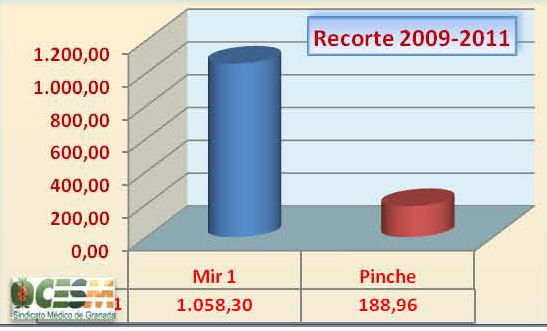 Recorte 2009-2011
1.200,00
1.000,00
800,00
600,00
400,00
200,00
0,00
Mir 1
Pinche
CESM
Sindicato Médico de Granada
1
1.058,30
188,96